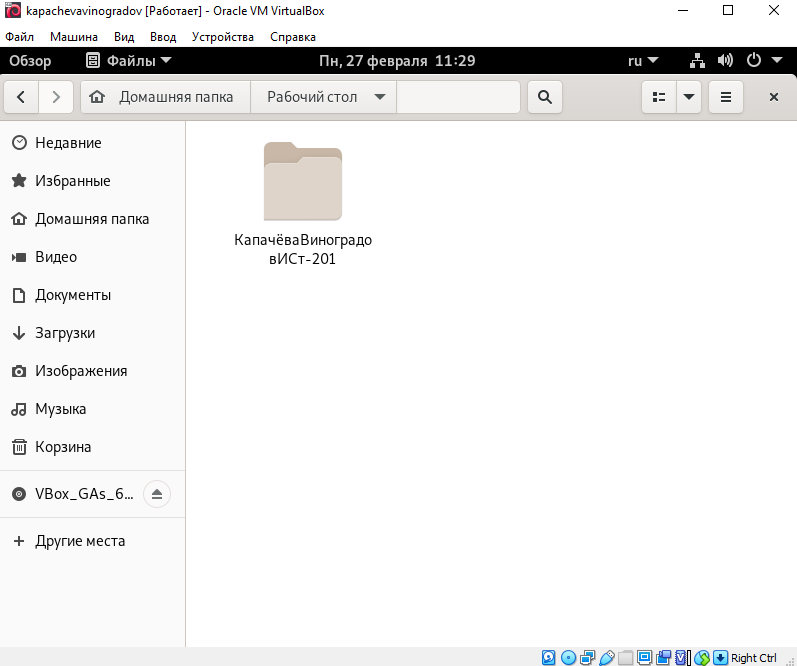 kapachevavinogradov [Работает] - Oracle VM VirtualBox
Файл Машина Вид Ввод Устройства Справка
Обзор Файлы Пн, 27 февраля 11:29 ru
Домашняя папка Рабочий стол
Недавние
Избранные
Домашняя папка
Видео
Документы
Загрузки
Изображения
Музыка
Корзина
VBox_GAs_6...
Другие места
КапачёваВиноградо
вИСт-201
Right Ctrl